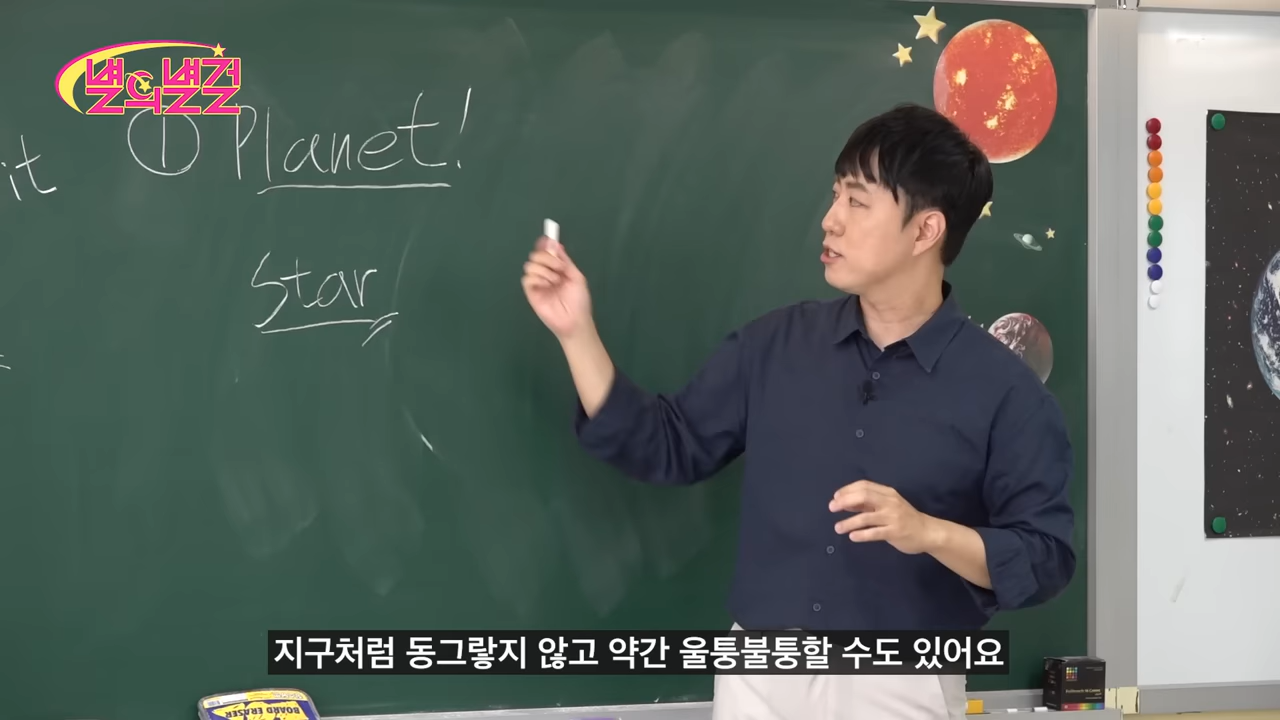 별의별걸
① Planet!
it
Star
지구처럼 동그랗지 않고 약간 울퉁불퉁할 수도 있어요
BOARD ERASER